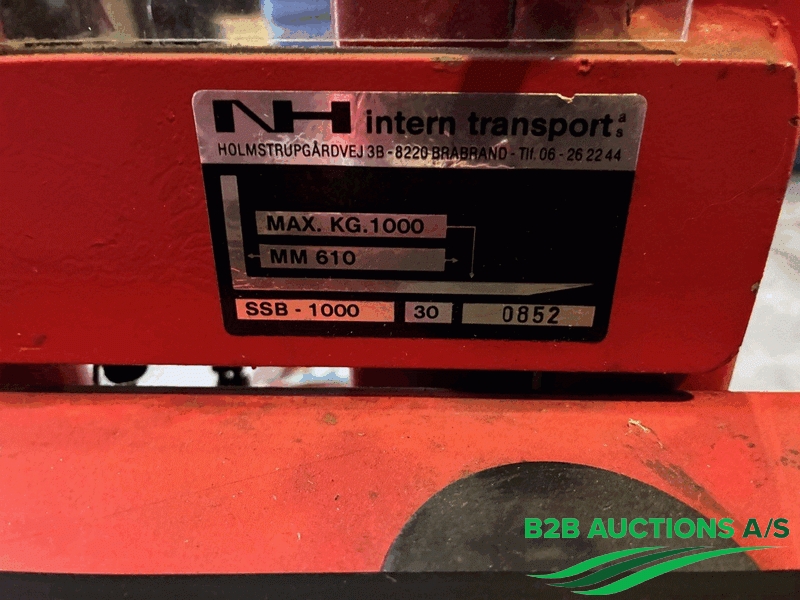 NH intern transport a/s
HOLMSTRUPGÅRDVEJ 3B - 8220 BRABRAND - Tlf. 06 - 26 22 44
MAX. KG. 1000
MM 610
SSB - 1000 30 0852
B2B AUCTIONS A/S